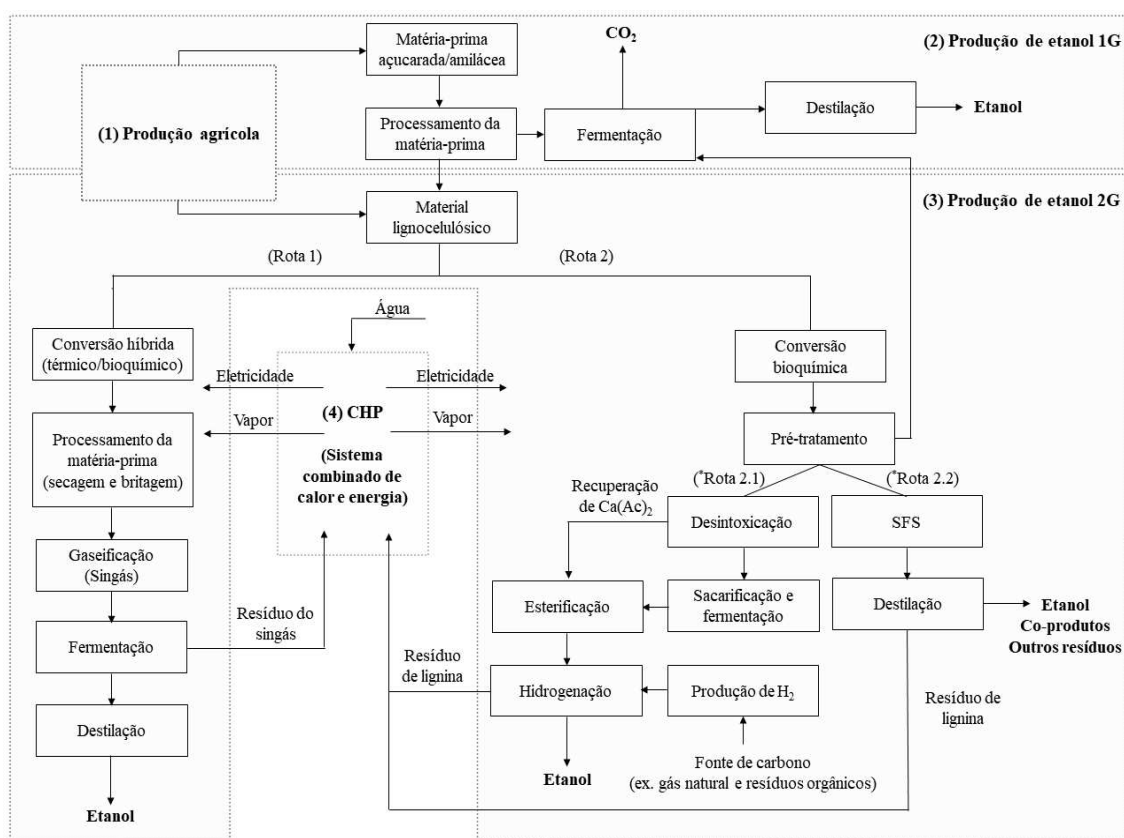 Matéria-prima
açucarada/amilácea
CO2
(2) Produção de etanol 1G
(1) Produção agrícola
Processamento da
matéria-prima
Fermentação
Destilação
Etanol
Material
lignocelulósico
(3) Produção de etanol 2G
(Rota 1)
(Rota 2)
Água
Conversão híbrida
(térmico/bioquímico)
Conversão
bioquímica
Eletricidade
Eletricidade
(4) CHP
Vapor
Vapor
(Sistema
combinado de
calor e energia)
Processamento da
matéria-prima
(secagem e britagem)
Pré-tratamento
(*Rota 2.1)
(*Rota 2.2)
Recuperação
de Ca(Ac)2
Desintoxicação
SFS
Gaseificação
(Singás)
Esterificação
Sacarificação e
fermentação
Destilação
Etanol
Co-produtos
Outros resíduos
Resíduo do
singás
Fermentação
Resíduo
de lignina
Hidrogenação
Produção de H2
Resíduo de
lignina
Destilação
Fonte de carbono
(ex. gás natural e resíduos orgânicos)
Etanol
Etanol